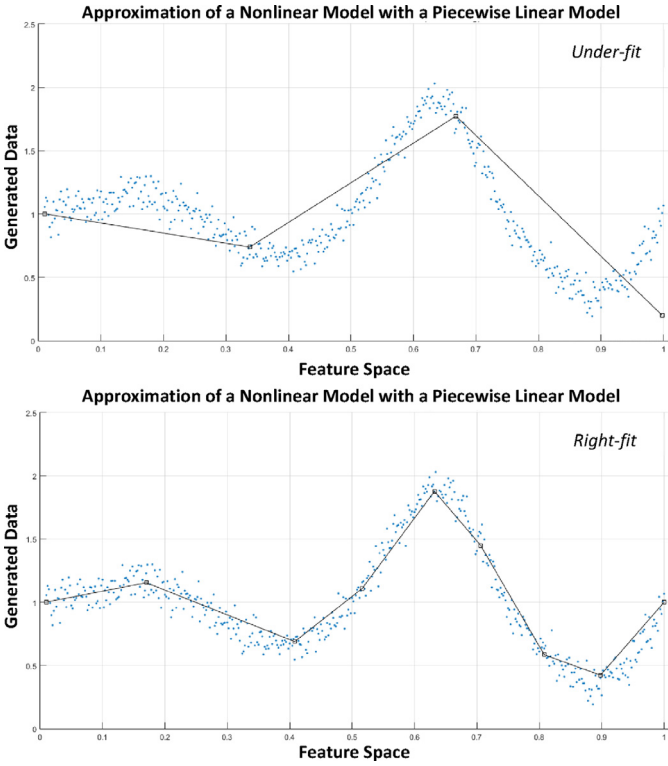 Approximation of a Nonlinear Model with a Piecewise Linear Model
2.5
Under-fit
2
1.5
Generated Data
1
0.5
0
0 0.1 0.2 0.3 0.4 0.5 0.6 0.7 0.8 0.9 1
Feature Space
Approximation of a Nonlinear Model with a Piecewise Linear Model
2.5
Right-fit
2
1.5
Generated Data
1
0.5
0
0 0.1 0.2 0.3 0.4 0.5 0.6 0.7 0.8 0.9 1
Feature Space